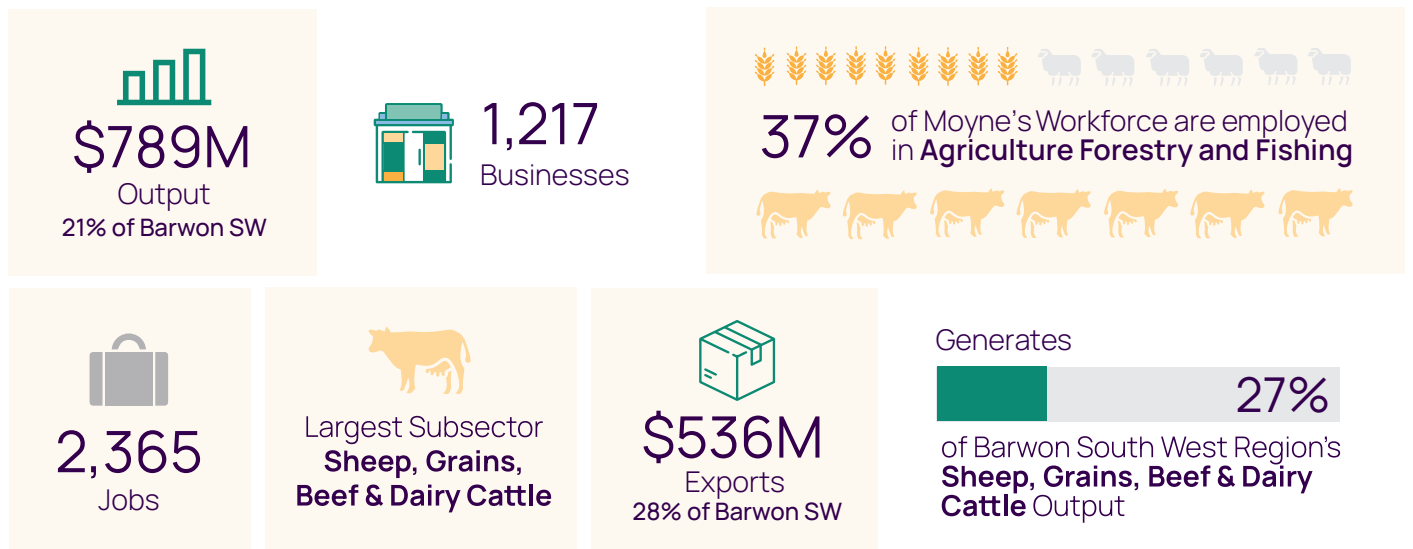 $789M
Output
21% of Barwon SW
1,217
Businesses
37% of Moyne's Workforce are employed
in Agriculture Forestry and Fishing
2,365
Jobs
Largest Subsector
Sheep, Grains,
Beef & Dairy Cattle
$536M
Exports
28% of Barwon SW
Generates
27%
of Barwon South West Region's
Sheep, Grains, Beef & Dairy
Cattle Output